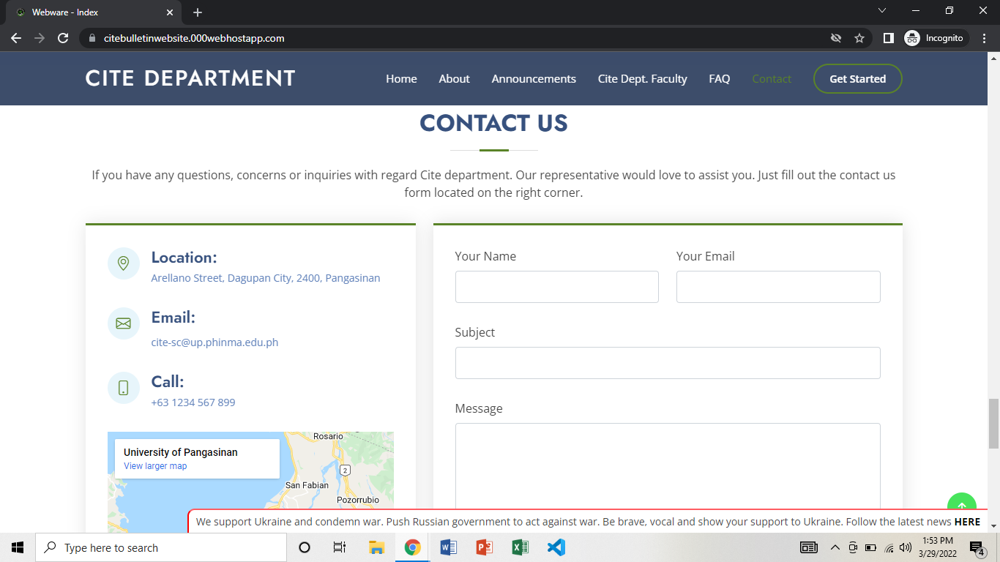 Webware - Index
citebulletinwebsite.000webhostapp.com
Incognito
CITE DEPARTMENT
Home
About
Announcements
Cite Dept. Faculty
FAQ
Contact
Get Started
CONTACT US
If you have any questions, concerns or inquiries with regard Cite department. Our representative would love to assist you. Just fill out the contact us
form located on the right corner.
Location:
Arellano Street, Dagupan City, 2400, Pangasinan
Email:
cite-sc@up.phinma.edu.ph
Call:
+63 1234 567 899
University of Pangasinan
View larger map
Rosario
2
San Fabian
Pozorrubio
Your Name
Your Email
Subject
Message
We support Ukraine and condemn war. Push Russian government to act against war. Be brave, vocal and show your support to Ukraine. Follow the latest news HERE
Type here to search
1:53 PM
3/29/2022
4